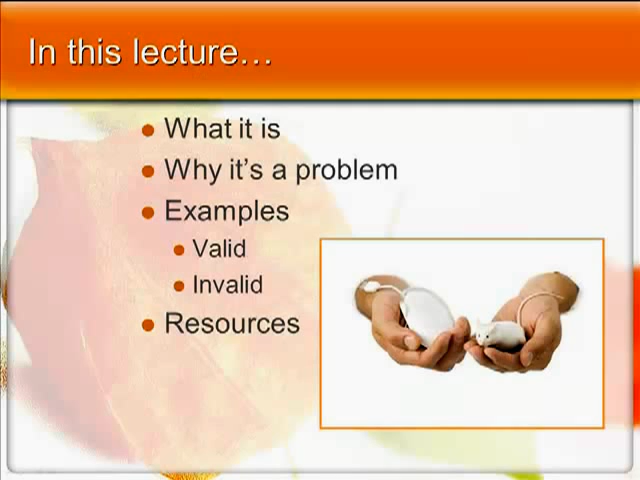 In this lecture…
What it is
Why it's a problem
Examples
Valid
Invalid
Resources